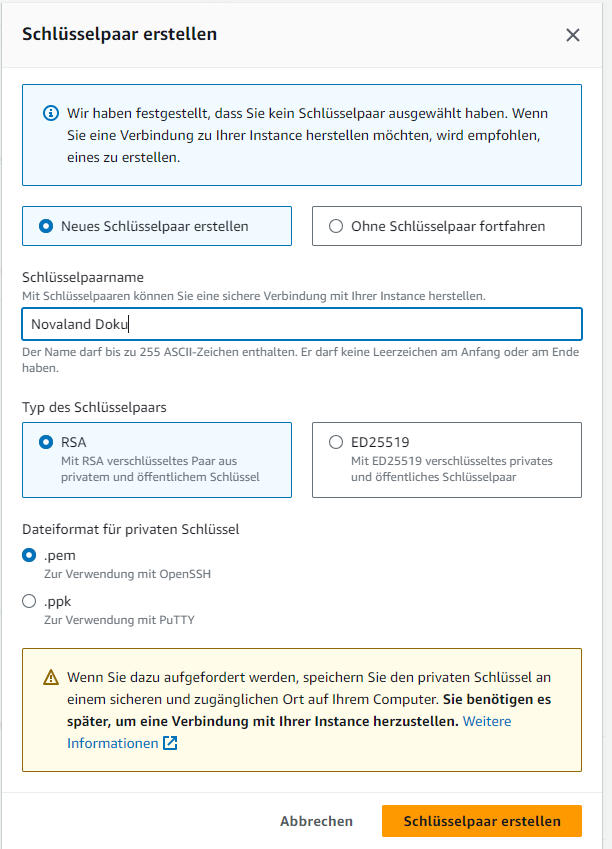 Schlüsselpaar erstellen
Wir haben festgestellt, dass Sie kein Schlüsselpaar ausgewählt haben. Wenn
Sie eine Verbindung zu Ihrer Instance herstellen möchten, wird empfohlen,
eines zu erstellen.
Neues Schlüsselpaar erstellen
Ohne Schlüsselpaar fortfahren
Schlüsselpaarname
Mit Schlüsselpaaren können Sie eine sichere Verbindung mit Ihrer Instance herstellen.
Novaland Doku
Der Name darf bis zu 255 ASCII-Zeichen enthalten. Er darf keine Leerzeichen am Anfang oder am Ende
haben.
Typ des Schlüsselpaars
RSA
Mit RSA verschlüsseltes Paar aus
privatem und öffentlichem Schlüssel
ED25519
Mit ED25519 verschlüsseltes privates
und öffentliches Schlüsselpaar
Dateiformat für privaten Schlüssel
.pem
Zur Verwendung mit OpenSSH
.ppk
Zur Verwendung mit PuTTY
Wenn Sie dazu aufgefordert werden, speichern Sie den privaten Schlüssel an
einem sicheren und zugänglichen Ort auf Ihrem Computer. Sie benötigen es
später, um eine Verbindung mit Ihrer Instance herzustellen. Weitere
Informationen
Abbrechen
Schlüsselpaar erstellen